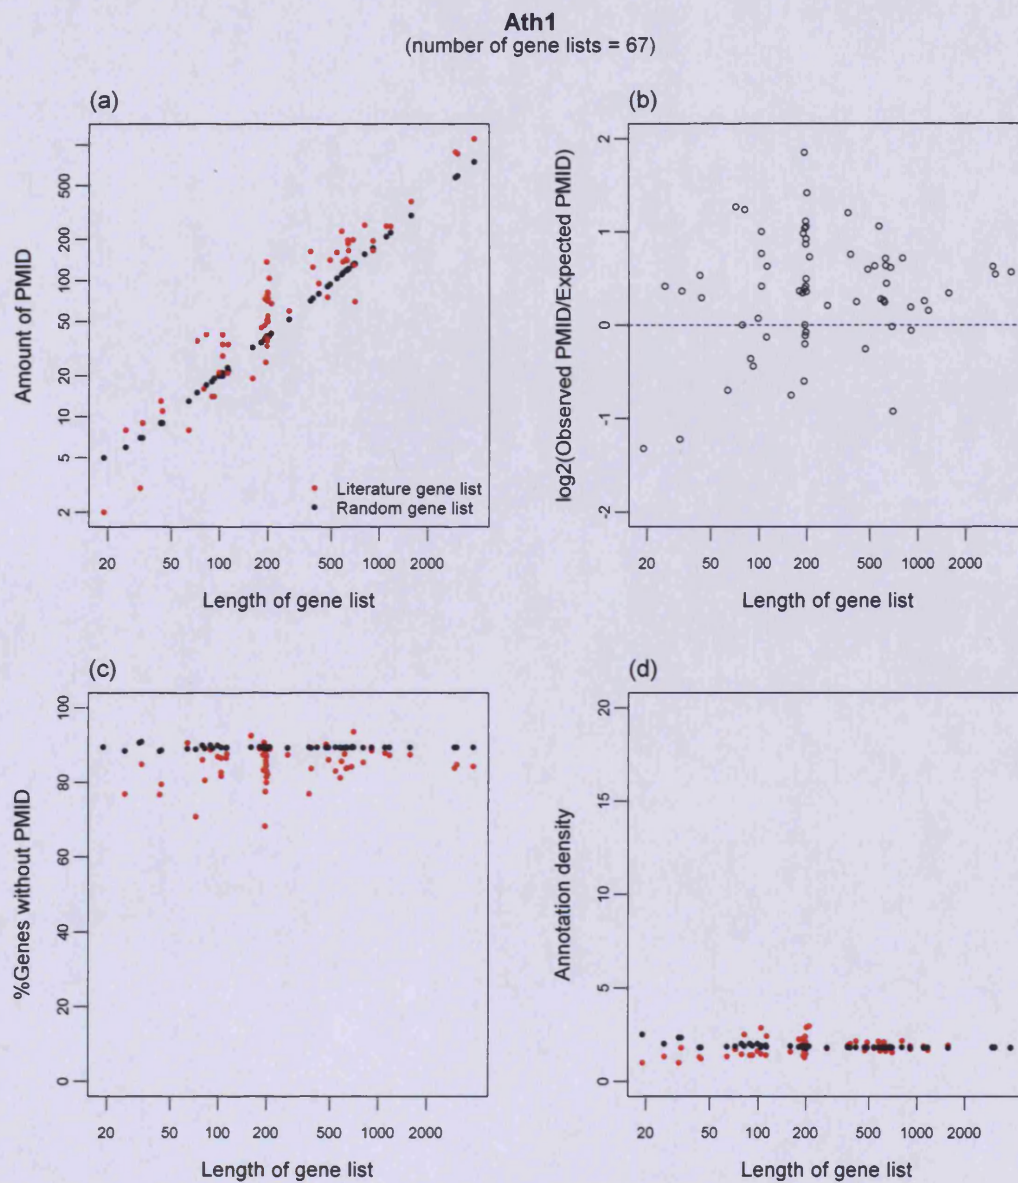 Ath1
(number of gene lists = 67)
(a)
Amount of PMID
500
200
100
50
20
10
5
2
Literature gene list
Random gene list
20 50 100 200 500 1000 2000
Length of gene list
(b)
log2(Observed PMID/Expected PMID)
2
1
0
-1
-2
20 50 100 200 500 1000 2000
Length of gene list
(c)
%Genes without PMID
100
80
60
40
20
0
20 50 100 200 500 1000 2000
Length of gene list
(d)
Annotation density
20
15
10
5
0
20 50 100 200 500 1000 2000
Length of gene list